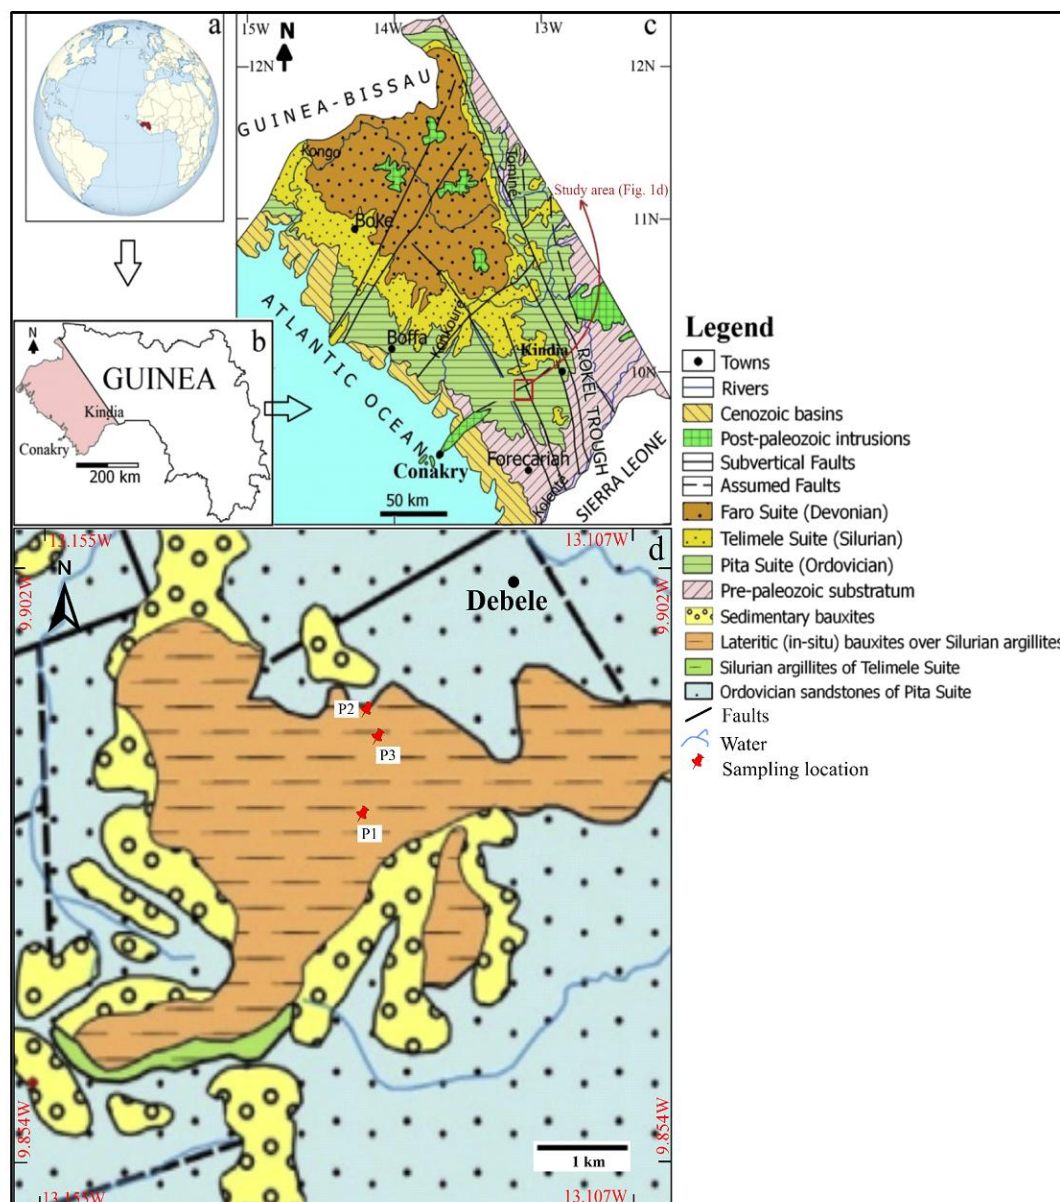 a
15W
14W
13W
c
N
12N
12N
GUINEA-BISSAU
Kongo
Tominé
Study area (Fig. 1d)
11N
11N
Boke
ATLANTIC OCEAN
Boffa
Konkouré
Kindia
10N
ROKEL TROUGH
Conakry
Forecariah
Kolenté
SIERRA LEONE
50 km
N
b
GUINEA
Kindia
Conakry
200 km
Legend
Towns
Rivers
Cenozoic basins
Post-paleozoic intrusions
Subvertical Faults
Assumed Faults
Faro Suite (Devonian)
Telimele Suite (Silurian)
Pita Suite (Ordovician)
Pre-paleozoic substratum
Sedimentary bauxites
Lateritic (in-situ) bauxites over Silurian argillites
Silurian argillites of Telimele Suite
Ordovician sandstones of Pita Suite
Faults
Water
Sampling location
13.155W
13.107W
d
N
9.902W
9.902W
Debele
P2
P3
P1
9.854W
9.854W
1 km
13.155W
13.107W